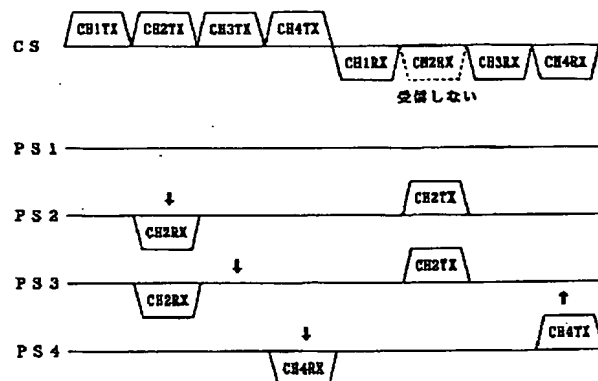 CH1TX CH2TX CH3TX CH4TX
CS
CH1RX CH2RX CH3RX CH4RX
受信しない
PS1
CH2TX
PS2
CH2RX
CH2TX
PS3
CH2RX
CH4TX
PS4
CH4RX